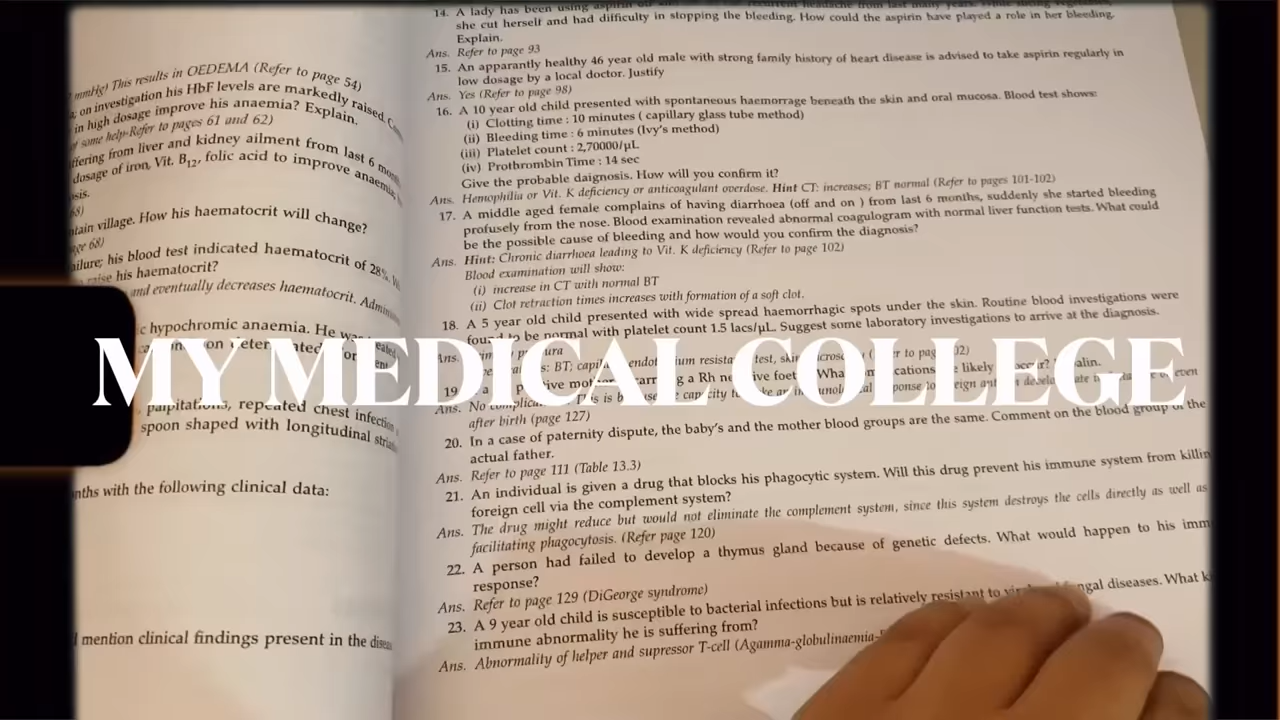 mmHg) This results in OEDEMA (Refer to page 54)
on investigation his HbF levels are markedly raised.
in high dosage improve his anaemia? Explain.
of some help-Refer to pages 61 and 62)
ffering from liver and kidney ailment from last 6
dosage of iron, Vit. B12, folic acid to improve anaemia,
sis.
68)
ntain village. How his haematocrit will change?
ge 68)
ailure; his blood test indicated haematocrit of 28%.
raise his haematocrit?
and eventually decreases haematocrit.
c hypochromic anaemia. He was
palpitations, repeated chest infection
spoon shaped with longitudinal
nths with the following clinical data:
mention clinical findings present in the
14. A lady has been using aspirin
she cut herself and had difficulty in stopping the bleeding. How could the aspirin have played a role in her bleeding.
Explain.
Ans. Refer to page 93
15. An apparantly healthy 46 year old male with strong family history of heart disease is advised to take aspirin regularly in
low dosage by a local doctor. Justify
Ans. Yes (Refer to page 98)
16. A 10 year old child presented with spontaneous haemorrage beneath the skin and oral mucosa. Blood test shows:
(i) Clotting time : 10 minutes ( capillary glass tube method)
(ii) Bleeding time : 6 minutes (Ivy's method)
(iii) Platelet count : 2,70000/µL
(iv) Prothrombin Time : 14 sec
Give the probable daignosis. How will you confirm it?
Ans. Hemophilia or Vit. K deficiency or anticoagulant overdose. Hint CT: increases; BT normal (Refer to pages 101-102)
17. A middle aged female complains of having diarrhoea (off and on ) from last 6 months, suddenly she started bleeding
profusely from the nose. Blood examination revealed abnormal coagulogram with normal liver function tests. What could
be the possible cause of bleeding and how would you confirm the diagnosis?
Ans. Hint: Chronic diarrhoea leading to Vit. K deficiency (Refer to page 102)
Blood examination will show:
(i) increase in CT with normal BT
(ii) Clot retraction times increases with formation of a soft clot.
18. A 5 year old child presented with wide spread haemorrhagic spots under the skin. Routine blood investigations were
found to be normal with platelet count 1.5 lacs/µL. Suggest some laboratory investigations to arrive at the diagnosis.
MY MEDICAL COLLEGE
Ans.
19.
Ans. No
after birth (page 127)
20. In a case of paternity dispute, the baby's and the mother blood groups are the same. Comment on the blood group of the
actual father.
Ans. Refer to page 111 (Table 13.3)
21. An individual is given a drug that blocks his phagocytic system. Will this drug prevent his immune system from killin
foreign cell via the complement system?
Ans. The drug might reduce but would not eliminate the complement system, since this system destroys the cells directly as well as
facilitating phagocytosis. (Refer page 120)
22. A person had failed to develop a thymus gland because of genetic defects. What would happen to his imm
response?
Ans. Refer to page 129 (DiGeorge syndrome)
23. A 9 year old child is susceptible to bacterial infections but is relatively resistant to fungal diseases. What k
immune abnormality he is suffering from?
Ans. Abnormality of helper and supressor T-cell (Agamma-globulinaemia-